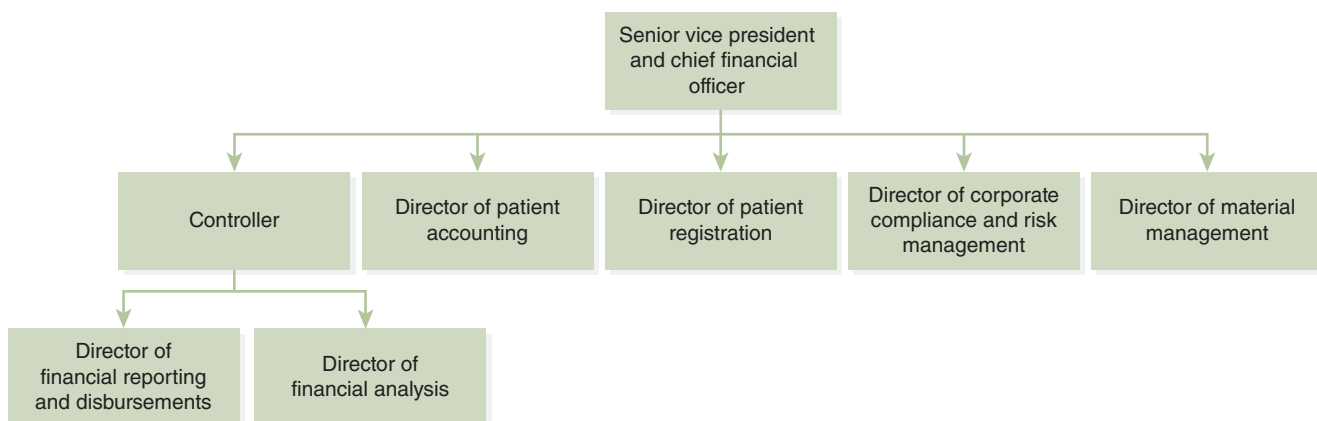 Senior vice president
and chief financial
officer
Controller
Director of patient
accounting
Director of patient
registration
Director of corporate
compliance and risk
management
Director of material
management
Director of
financial reporting
and disbursements
Director of
financial analysis